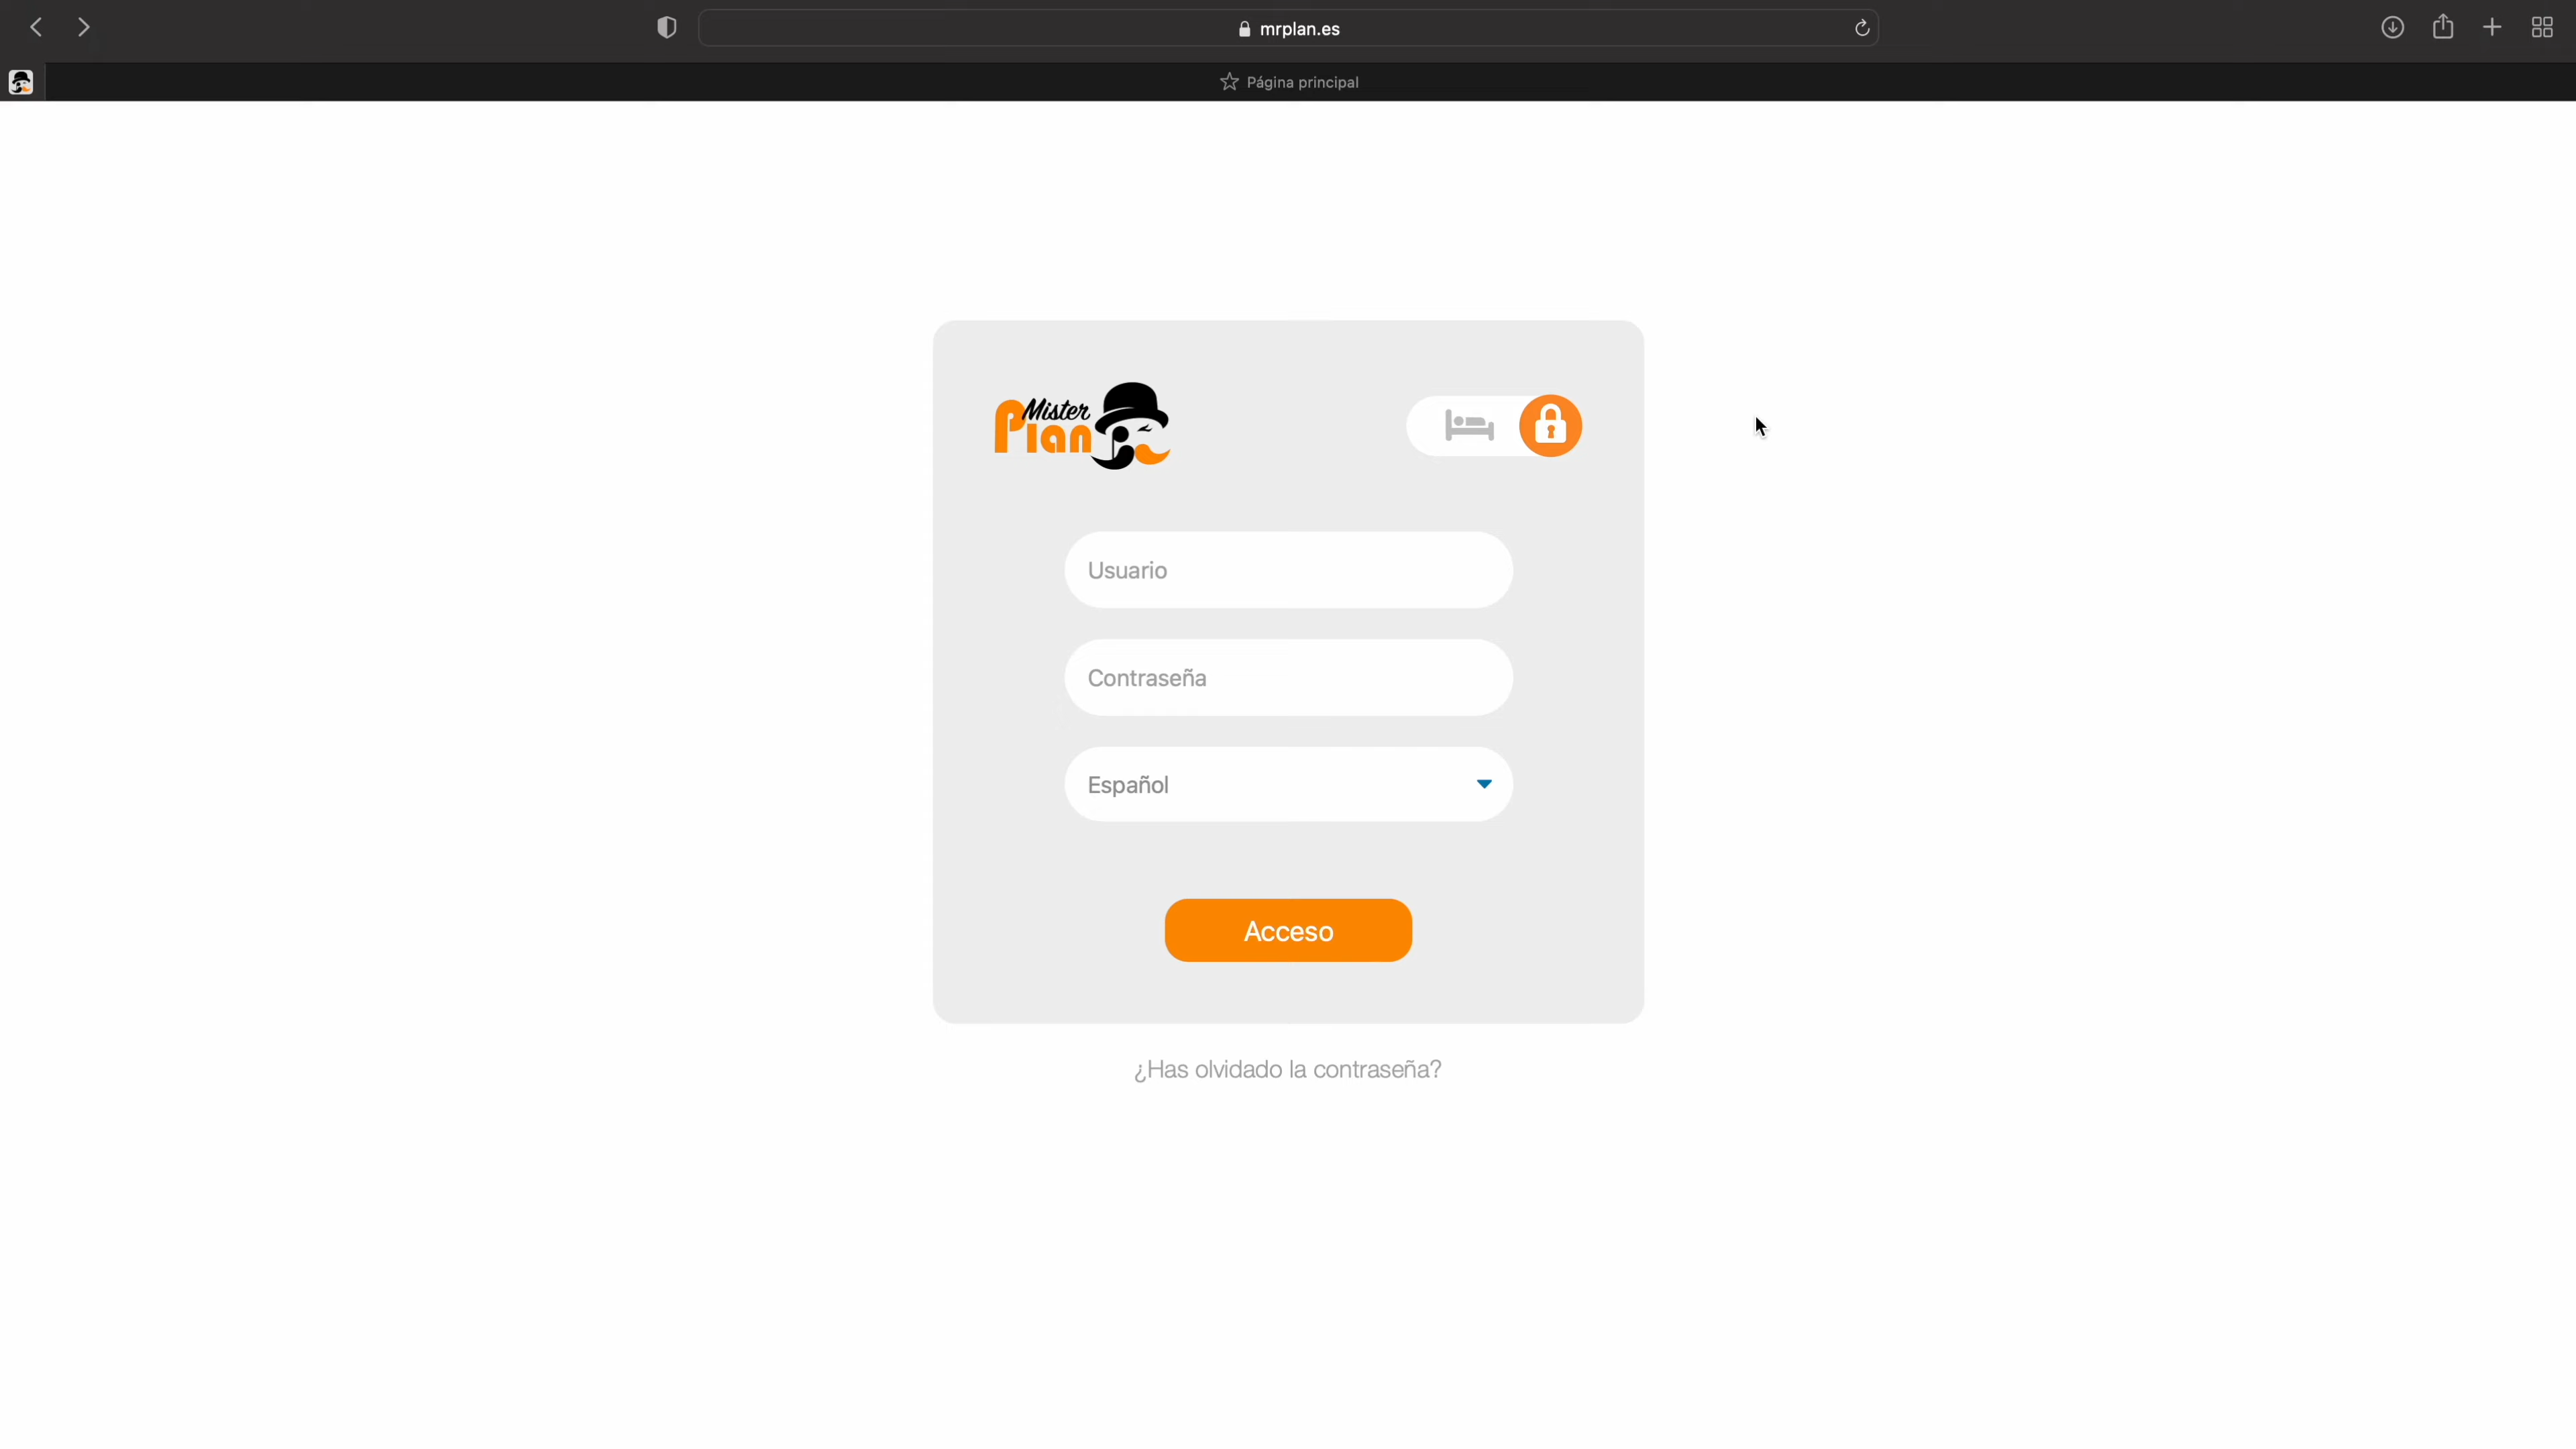 mrplan.es
Página principal
Mister
Plan
Usuario
Contraseña
Español
Acceso
¿Has olvidado la contraseña?